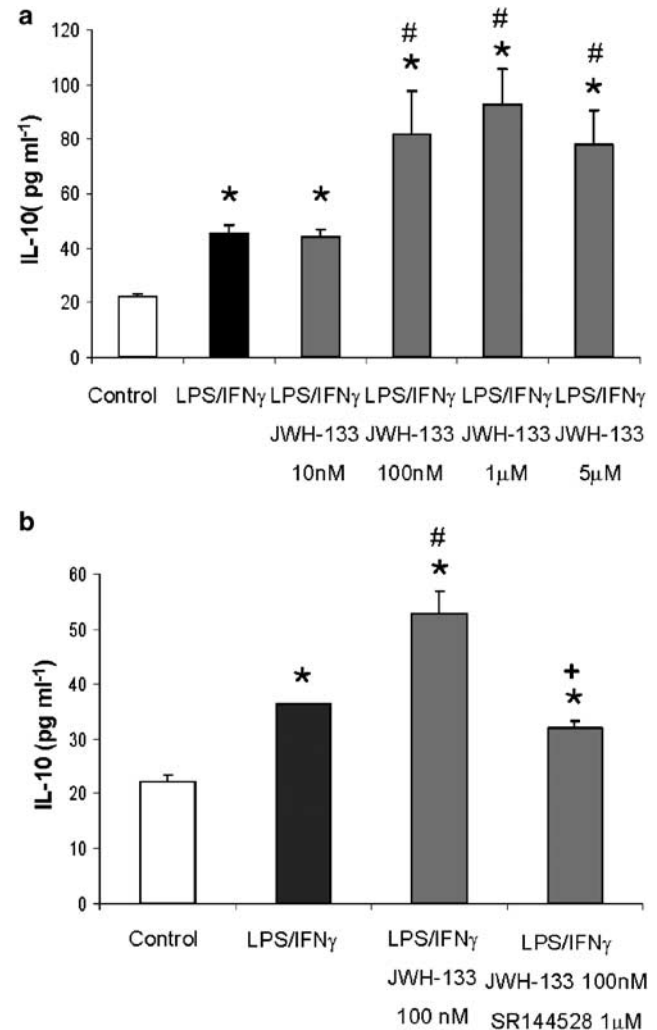 a
120
100
80
60
40
20
0
IL-10( pg ml⁻¹)
# # #
* * * * *
Control LPS/IFNγ LPS/IFNγ LPS/IFNγ LPS/IFNγ LPS/IFNγ
JWH-133 JWH-133 JWH-133 JWH-133
10nM 100nM 1μM 5μM
b
60
50
40
30
20
10
0
IL-10 (pg ml⁻¹)
#
* * + *
Control LPS/IFNγ LPS/IFNγ LPS/IFNγ
JWH-133 JWH-133 100nM
100 nM SR144528 1μM